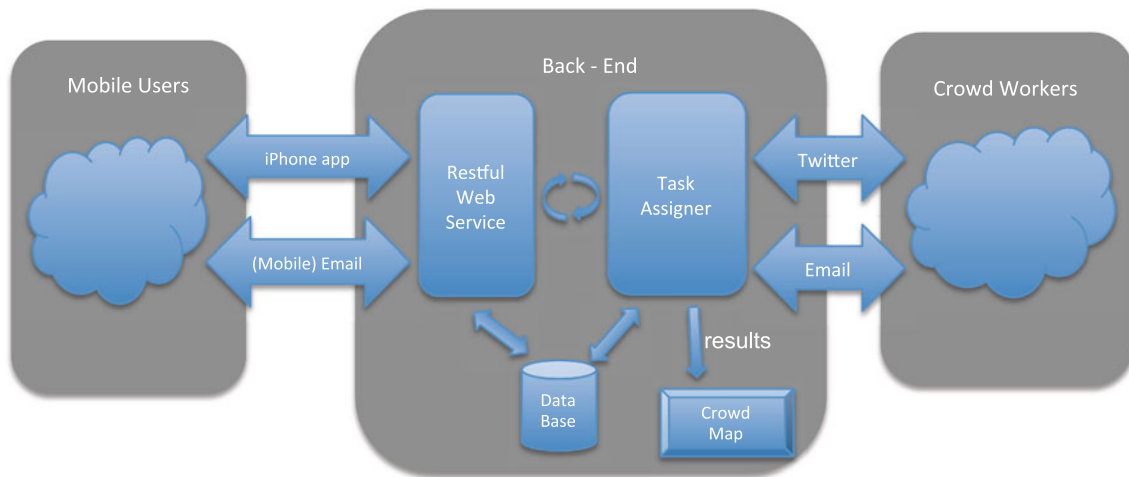 Mobile Users
iPhone app
(Mobile) Email
Back - End
Restful
Web
Service
Task
Assigner
results
Data
Base
Crowd
Map
Crowd Workers
Twitter
Email